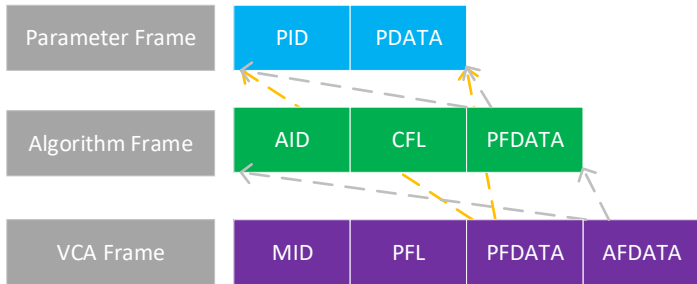 Parameter Frame PID PDATA
Algorithm Frame AID CFL PFDATA
VCA Frame MID PFL PFDATA AFDATA